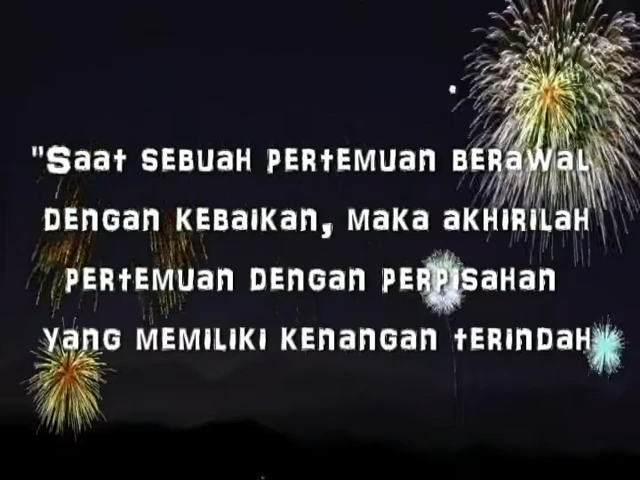 "Saat sebuah pertemuan berawal
dengan kebaikan, maka akhirilah
pertemuan dengan perpisahan
yang memiliki kenangan terindah